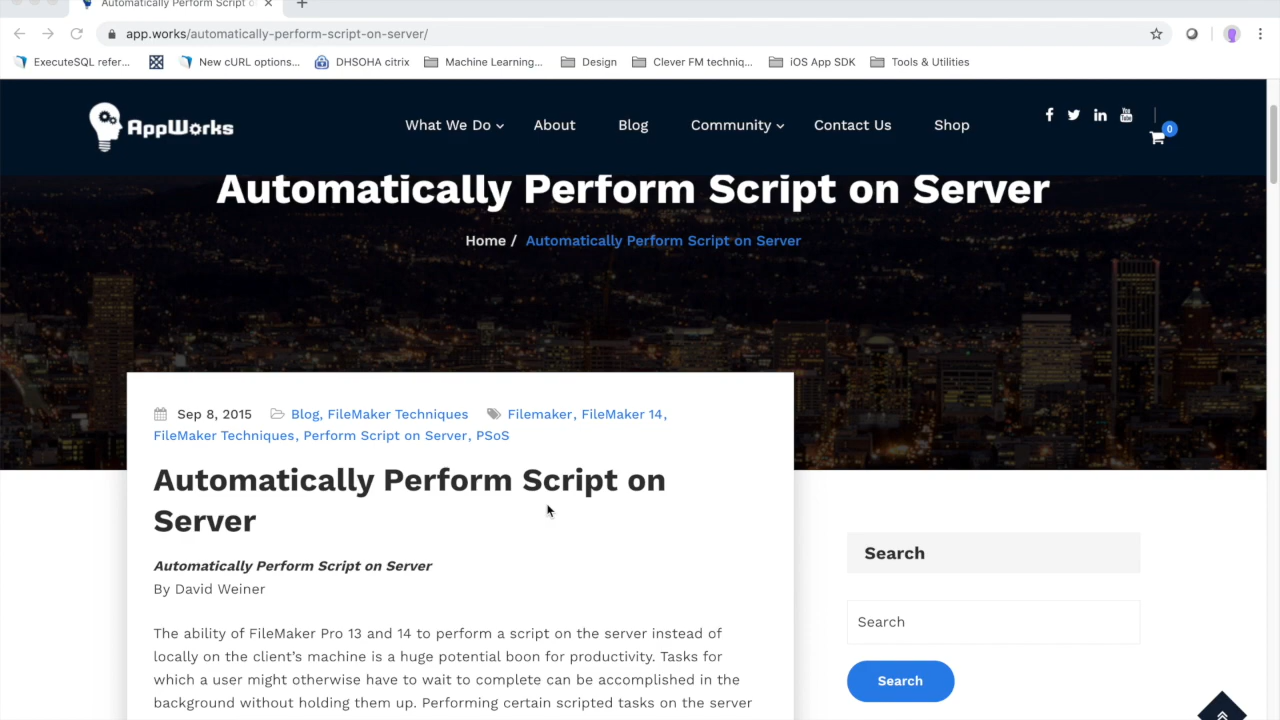 Automatically Perform Script o
app.works/automatically-perform-script-on-server/
ExecuteSQL refer... New cURL options... DHSOHA citrix Machine Learning... Design Clever FM techniq... iOS App SDK Tools & Utilities
AppWorks What We Do About Blog Community Contact Us Shop
You Tube
0
Automatically Perform Script on Server
Home / Automatically Perform Script on Server
Sep 8, 2015 Blog, FileMaker Techniques Filemaker, FileMaker 14,
FileMaker Techniques, Perform Script on Server, PSoS
Automatically Perform Script on
Server
Automatically Perform Script on Server
By David Weiner
The ability of FileMaker Pro 13 and 14 to perform a script on the server instead of
locally on the client's machine is a huge potential boon for productivity. Tasks for
which a user might otherwise have to wait to complete can be accomplished in the
background without holding them up. Performing certain scripted tasks on the server
Search
Search
Search